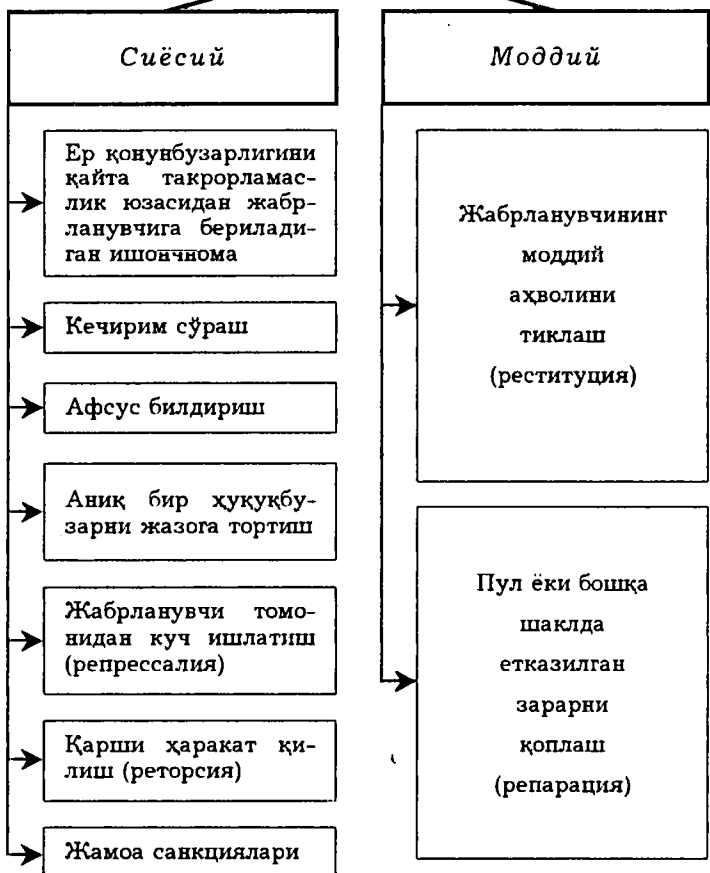 Сиёсий
Ер қонунбузарлигини
қайта такрорламас-
лик юзасидан жабр-
ланувчига бериладиган
ган ишончнома
Кечирим сўраш
Афсус билдириш
Аниқ бир ҳуқуқбу-
зарни жазога тортиш
Жабрланувчи томо-
нидан куч ишлатиш
(репрессалия)
Қарши ҳаракат қи-
лиш (реторсия)
Жамоа санкциялари
Моддий
Жабрланувчининг
моддий
аҳволини
тиклаш
(реституция)
Пул ёки бошқа
шаклда
етказилган
зарарни
қоплаш
(репарация)